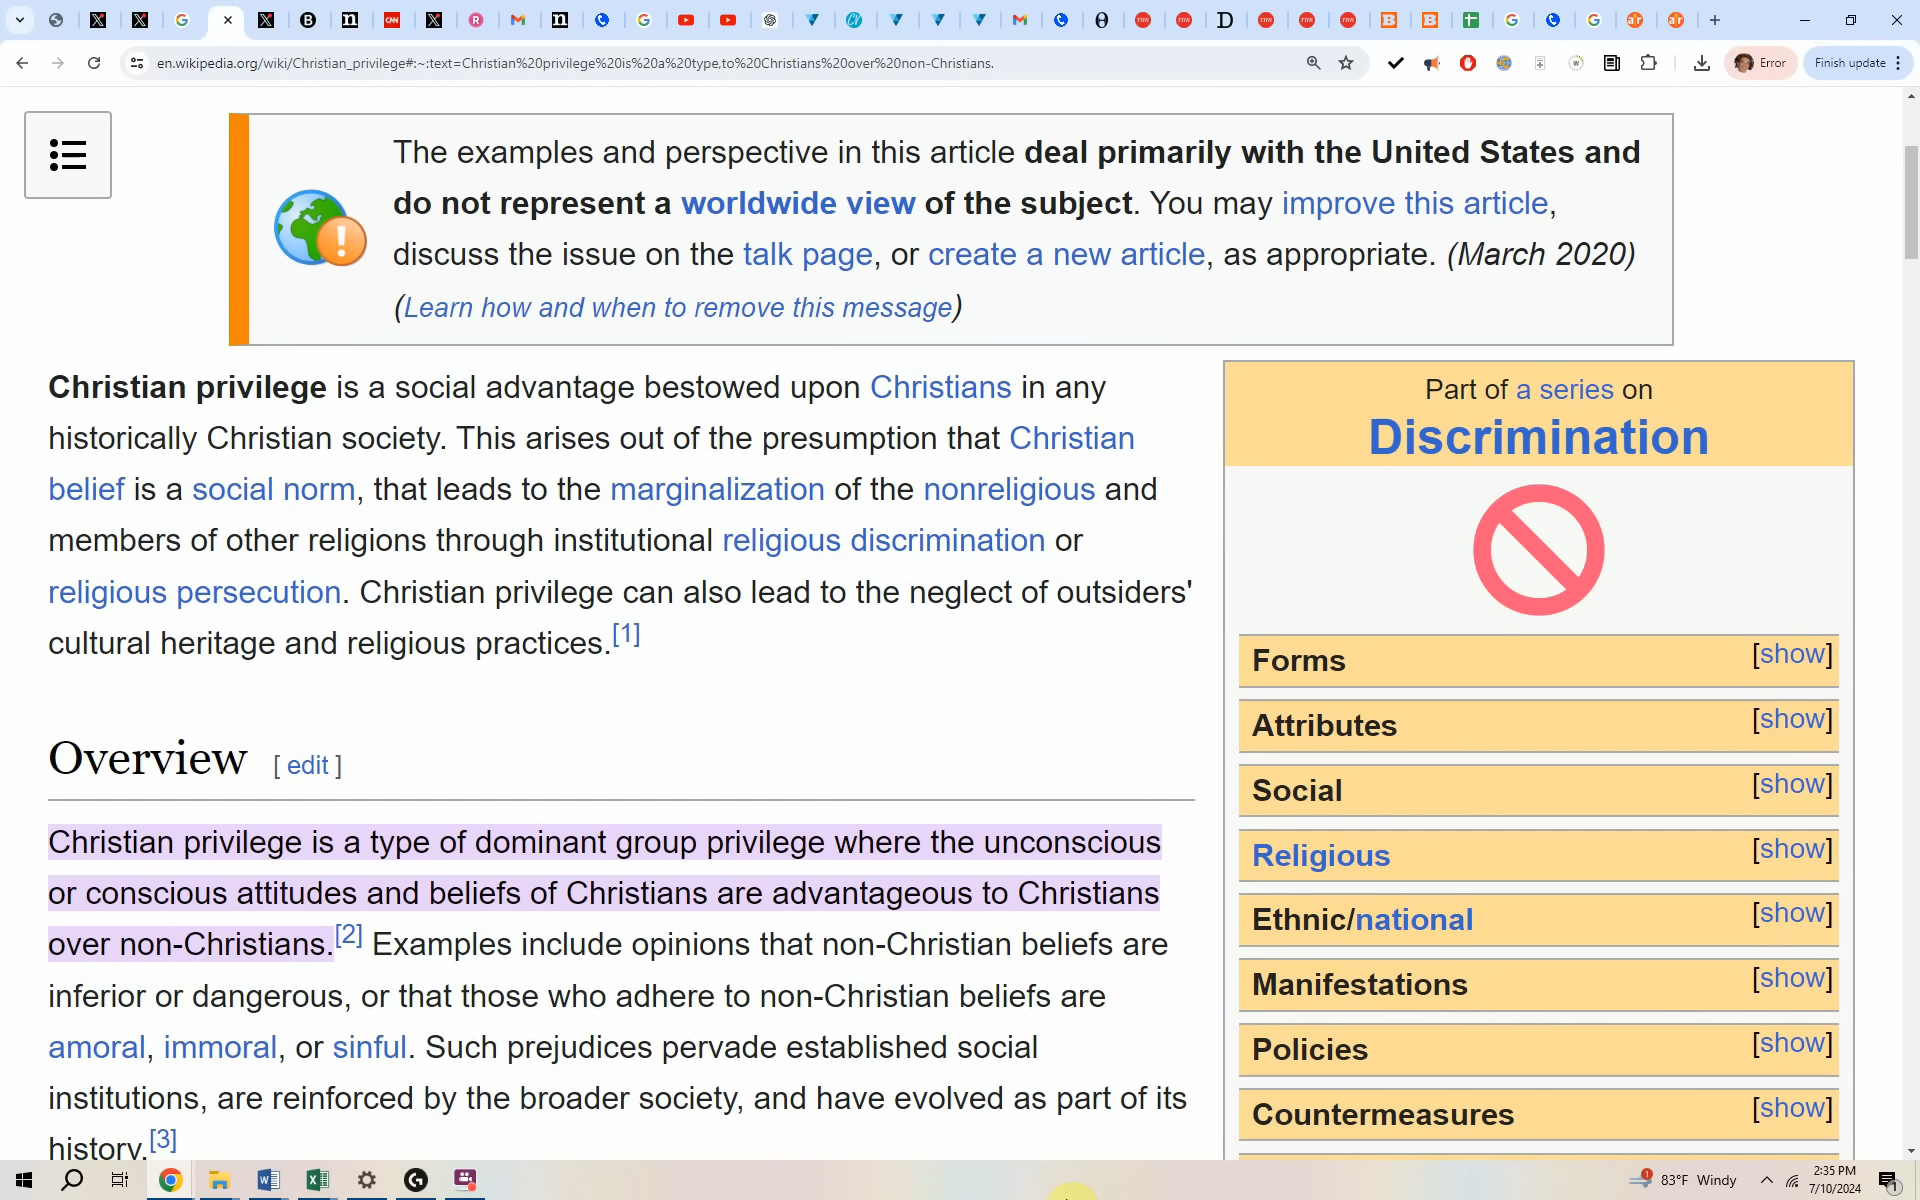 en.wikipedia.org/wiki/Christian_privilege#:~:text=Christian%20privilege%20is%20a%20type,to%20Christians%20over%20non-Christians.
Error
Finish update
The examples and perspective in this article deal primarily with the United States and
do not represent a worldwide view of the subject. You may improve this article,
discuss the issue on the talk page, or create a new article, as appropriate. (March 2020)
(Learn how and when to remove this message)
Christian privilege is a social advantage bestowed upon Christians in any
historically Christian society. This arises out of the presumption that Christian
belief is a social norm, that leads to the marginalization of the nonreligious and
members of other religions through institutional religious discrimination or
religious persecution. Christian privilege can also lead to the neglect of outsiders'
cultural heritage and religious practices.[1]
Overview [ edit ]
Christian privilege is a type of dominant group privilege where the unconscious
or conscious attitudes and beliefs of Christians are advantageous to Christians
over non-Christians.[2] Examples include opinions that non-Christian beliefs are
inferior or dangerous, or that those who adhere to non-Christian beliefs are
amoral, immoral, or sinful. Such prejudices pervade established social
institutions, are reinforced by the broader society, and have evolved as part of its
history.[3]
Part of a series on
Discrimination
Forms [show]
Attributes [show]
Social [show]
Religious [show]
Ethnic/national [show]
Manifestations [show]
Policies [show]
Countermeasures [show]
83°F Windy
2:35 PM
7/10/2024